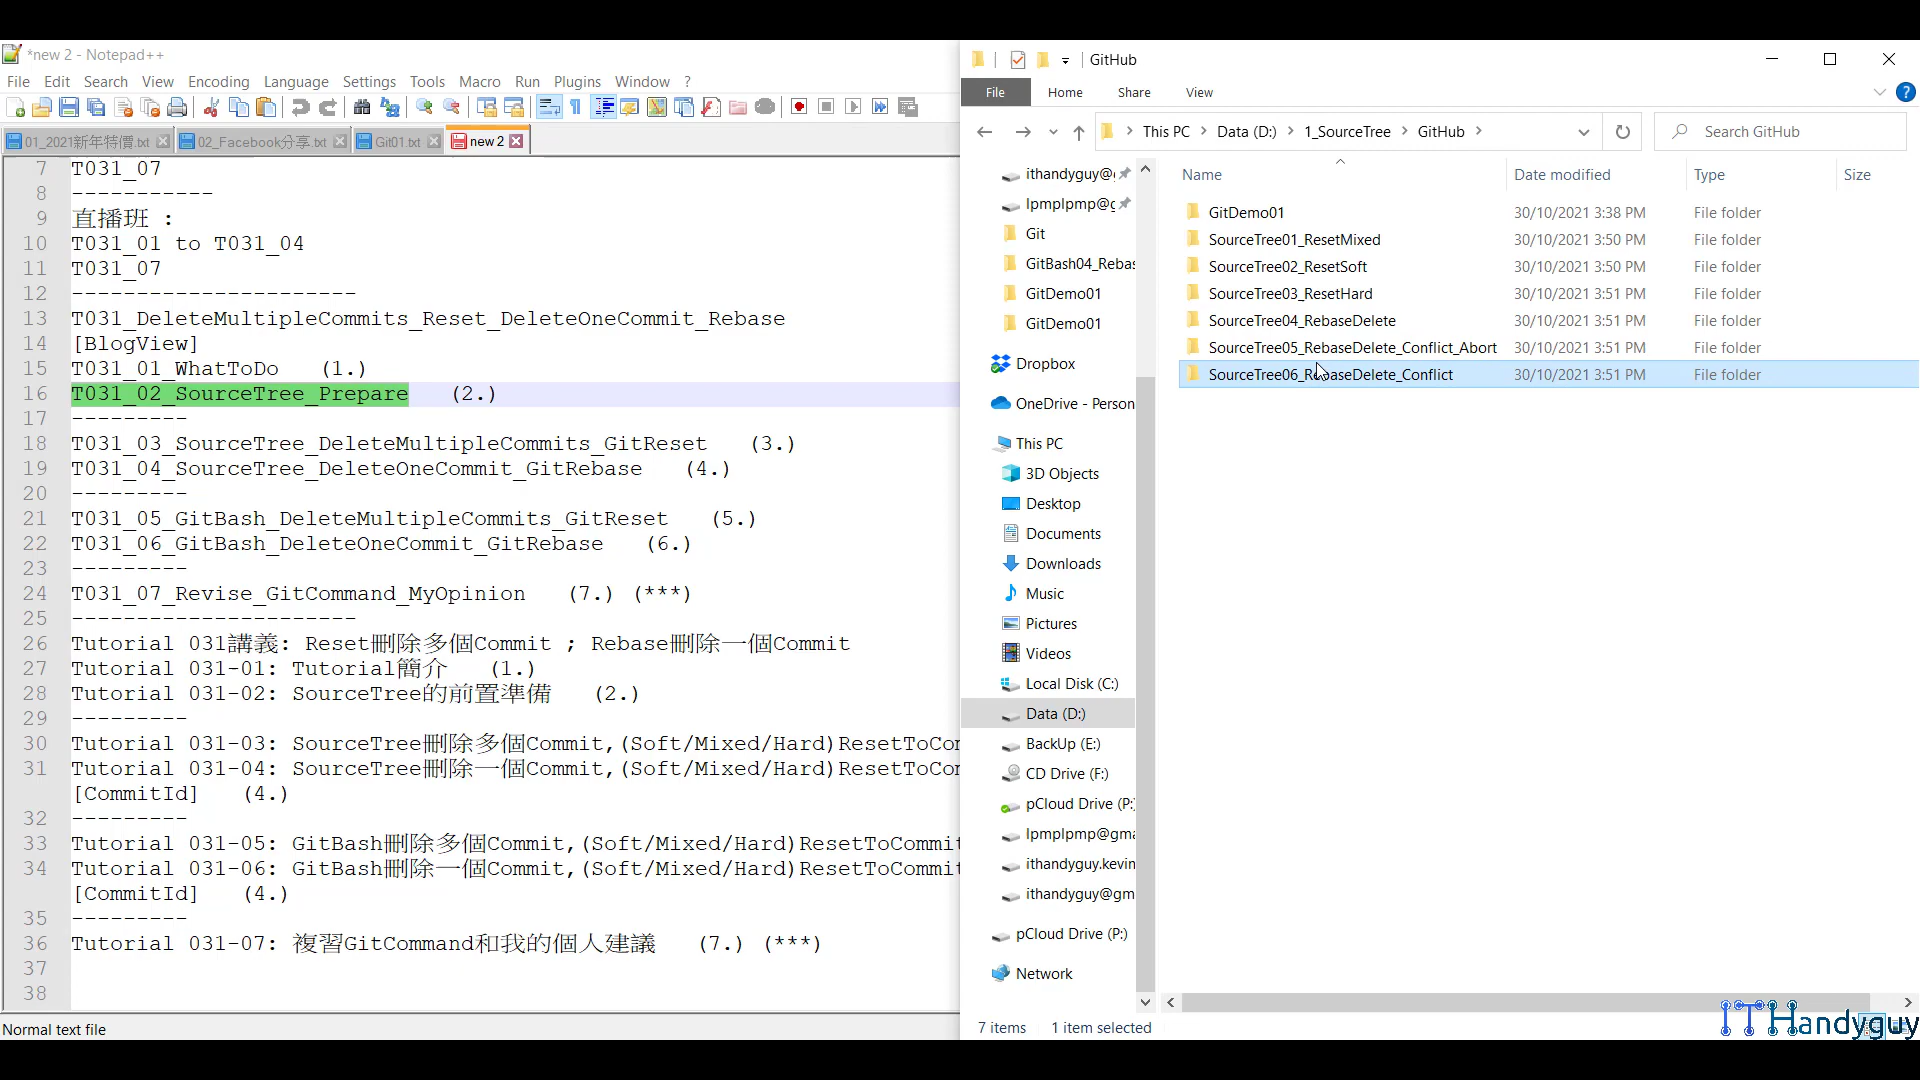 *new 2 - Notepad++
File Edit Search View Encoding Language Settings Tools Macro Run Plugins Window ?
01_2021新年特價.txt 02_Facebook分享.txt Git01.txt new 2
7 T031_07
8 -----------
9 直播班 :
10 T031_01 to T031_04
11 T031_07
12 ----------------------
13 T031_DeleteMultipleCommits_Reset_DeleteOneCommit_Rebase
14 [BlogView]
15 T031_01_WhatToDo (1.)
16 T031_02_SourceTree_Prepare (2.)
17 ---------
18 T031_03_SourceTree_DeleteMultipleCommits_GitReset (3.)
19 T031_04_SourceTree_DeleteOneCommit_GitRebase (4.)
20 ---------
21 T031_05_GitBash_DeleteMultipleCommits_GitReset (5.)
22 T031_06_GitBash_DeleteOneCommit_GitRebase (6.)
23 ---------
24 T031_07_Revise_GitCommand_MyOpinion (7.) (***)
25 ----------------------
26 Tutorial 031講義: Reset刪除多個Commit ; Rebase刪除一個Commit
27 Tutorial 031-01: Tutorial簡介 (1.)
28 Tutorial 031-02: SourceTree的前置準備 (2.)
29 ---------
30 Tutorial 031-03: SourceTree刪除多個Commit,(Soft/Mixed/Hard)ResetToCom
31 Tutorial 031-04: SourceTree刪除一個Commit,(Soft/Mixed/Hard)ResetToCom
[CommitId] (4.)
32 ---------
33 Tutorial 031-05: GitBash刪除多個Commit,(Soft/Mixed/Hard)ResetToCommit
34 Tutorial 031-06: GitBash刪除一個Commit,(Soft/Mixed/Hard)ResetToCommit
[CommitId] (4.)
35 ---------
36 Tutorial 031-07: 複習GitCommand和我的個人建議 (7.) (***)
37
38
Normal text file
GitHub
File Home Share View
This PC Data (D:) 1_SourceTree GitHub
Search GitHub
ithandyguy@
lpmplpmp@g
Git
GitBash04_Rebas
GitDemo01
GitDemo01
Dropbox
OneDrive - Person
This PC
3D Objects
Desktop
Documents
Downloads
Music
Pictures
Videos
Local Disk (C:)
Data (D:)
BackUp (E:)
CD Drive (F:)
pCloud Drive (P:
lpmplpmp@gma
ithandyguy.kevin
ithandyguy@gm
pCloud Drive (P:)
Network
Name Date modified Type Size
GitDemo01 30/10/2021 3:38 PM File folder
SourceTree01_ResetMixed 30/10/2021 3:50 PM File folder
SourceTree02_ResetSoft 30/10/2021 3:50 PM File folder
SourceTree03_ResetHard 30/10/2021 3:51 PM File folder
SourceTree04_RebaseDelete 30/10/2021 3:51 PM File folder
SourceTree05_RebaseDelete_Conflict_Abort 30/10/2021 3:51 PM File folder
SourceTree06_RebaseDelete_Conflict 30/10/2021 3:51 PM File folder
7 items 1 item selected
ITHandyguy